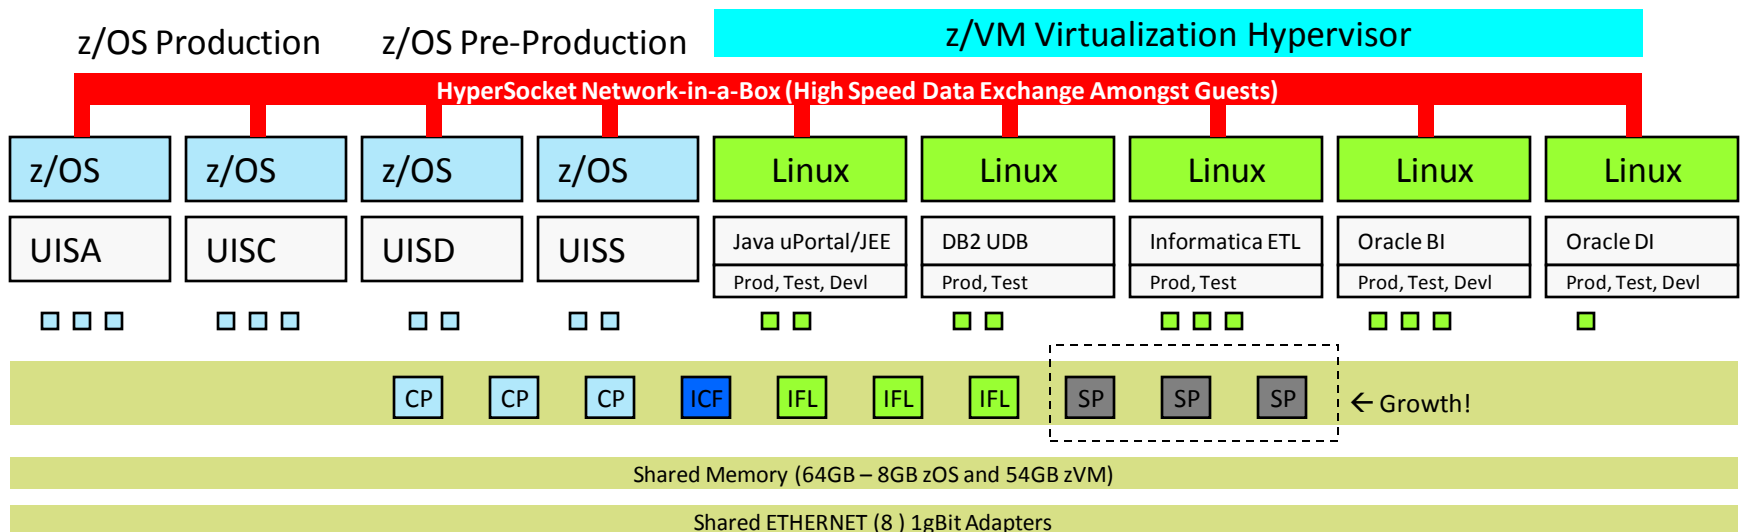 z/OS Production
z/OS Pre-Production
z/VM Virtualization Hypervisor
HyperSocket Network-in-a-Box (High Speed Data Exchange Amongst Guests)
z/OS
z/OS
z/OS
z/OS
Linux
Linux
Linux
Linux
Linux
UISA
UISC
UISD
UISS
Java uPortal/JEE
DB2 UDB
Informatica ETL
Oracle BI
Oracle DI
Prod, Test, Devl
Prod, Test
Prod, Test
Prod, Test, Devl
Prod, Test, Devl
CP
CP
CP
ICF
IFL
IFL
IFL
SP
SP
SP
← Growth!
Shared Memory (64GB – 8GB zOS and 54GB zVM)
Shared ETHERNET (8 ) 1gBit Adapters